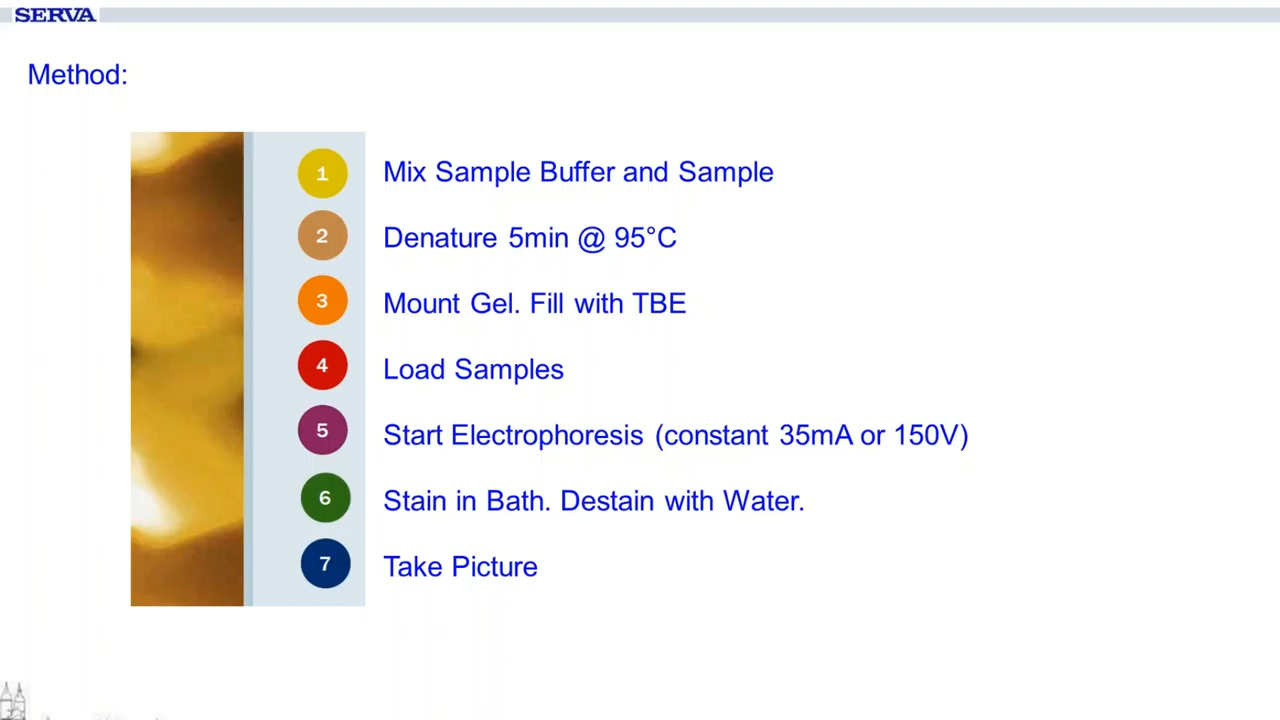 SERVA
Method:
1 Mix Sample Buffer and Sample
2 Denature 5min @ 95°C
3 Mount Gel. Fill with TBE
4 Load Samples
5 Start Electrophoresis (constant 35mA or 150V)
6 Stain in Bath. Destain with Water.
7 Take Picture